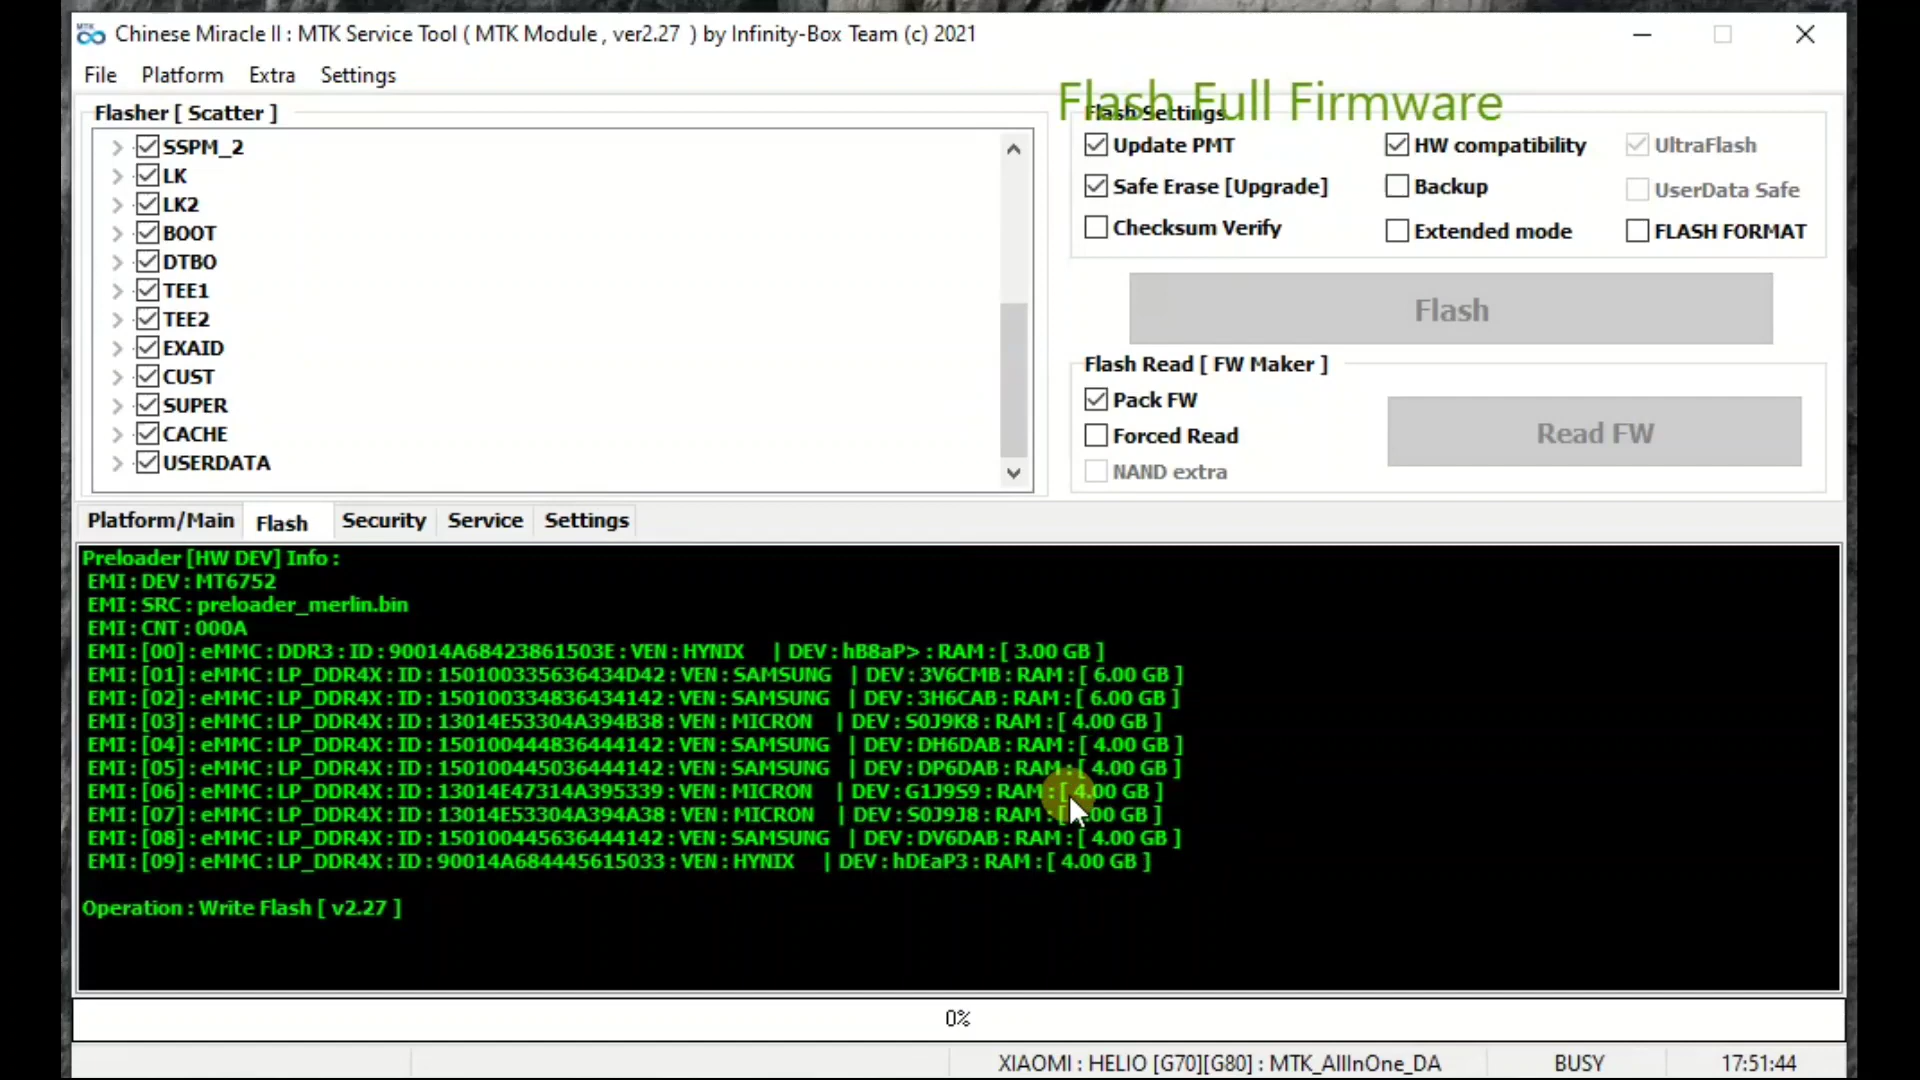 Chinese Miracle II : MTK Service Tool ( MTK Module , ver2.27 ) by Infinity-Box Team (c) 2021
File Platform Extra Settings
Flash Full Firmware
Flasher [ Scatter ]
SSPM_2
LK
LK2
BOOT
DTBO
TEE1
TEE2
EXAID
CUST
SUPER
CACHE
USERDATA
Flash Settings
Update PMT HW compatibility UltraFlash
Safe Erase [Upgrade] Backup UserData Safe
Checksum Verify Extended mode FLASH FORMAT
Flash
Flash Read [ FW Maker ]
Pack FW
Forced Read
NAND extra
Read FW
Platform/Main Flash Security Service Settings
Preloader [HW DEV] Info :
EMI : DEV : MT6752
EMI : SRC : preloader_merlin.bin
EMI : CNT : 000A
EMI : [00] : eMMC : DDR3 : ID : 90014A68423861503E : VEN : HYNIX | DEV : hB8aP> : RAM : [ 3.00 GB ]
EMI : [01] : eMMC : LP_DDR4X : ID : 150100335636434D42 : VEN : SAMSUNG | DEV : 3V6CMB : RAM : [ 6.00 GB ]
EMI : [02] : eMMC : LP_DDR4X : ID : 150100334836434142 : VEN : SAMSUNG | DEV : 3H6CAB : RAM : [ 6.00 GB ]
EMI : [03] : eMMC : LP_DDR4X : ID : 13014E53304A394B38 : VEN : MICRON | DEV : S0J9K8 : RAM : [ 4.00 GB ]
EMI : [04] : eMMC : LP_DDR4X : ID : 150100444836444142 : VEN : SAMSUNG | DEV : DH6DAB : RAM : [ 4.00 GB ]
EMI : [05] : eMMC : LP_DDR4X : ID : 150100445036444142 : VEN : SAMSUNG | DEV : DP6DAB : RAM : [ 4.00 GB ]
EMI : [06] : eMMC : LP_DDR4X : ID : 13014E47314A395339 : VEN : MICRON | DEV : G1J9S9 : RAM : [ 4.00 GB ]
EMI : [07] : eMMC : LP_DDR4X : ID : 13014E53304A394A38 : VEN : MICRON | DEV : S0J9J8 : RAM : [ .00 GB ]
EMI : [08] : eMMC : LP_DDR4X : ID : 150100445636444142 : VEN : SAMSUNG | DEV : DV6DAB : RAM : [ 4.00 GB ]
EMI : [09] : eMMC : LP_DDR4X : ID : 90014A684445615033 : VEN : HYNIX | DEV : hDEaP3 : RAM : [ 4.00 GB ]
Operation : Write Flash [ v2.27 ]
0%
XIAOMI : HELIO [G70][G80] : MTK_AllInOne_DA BUSY 17:51:44